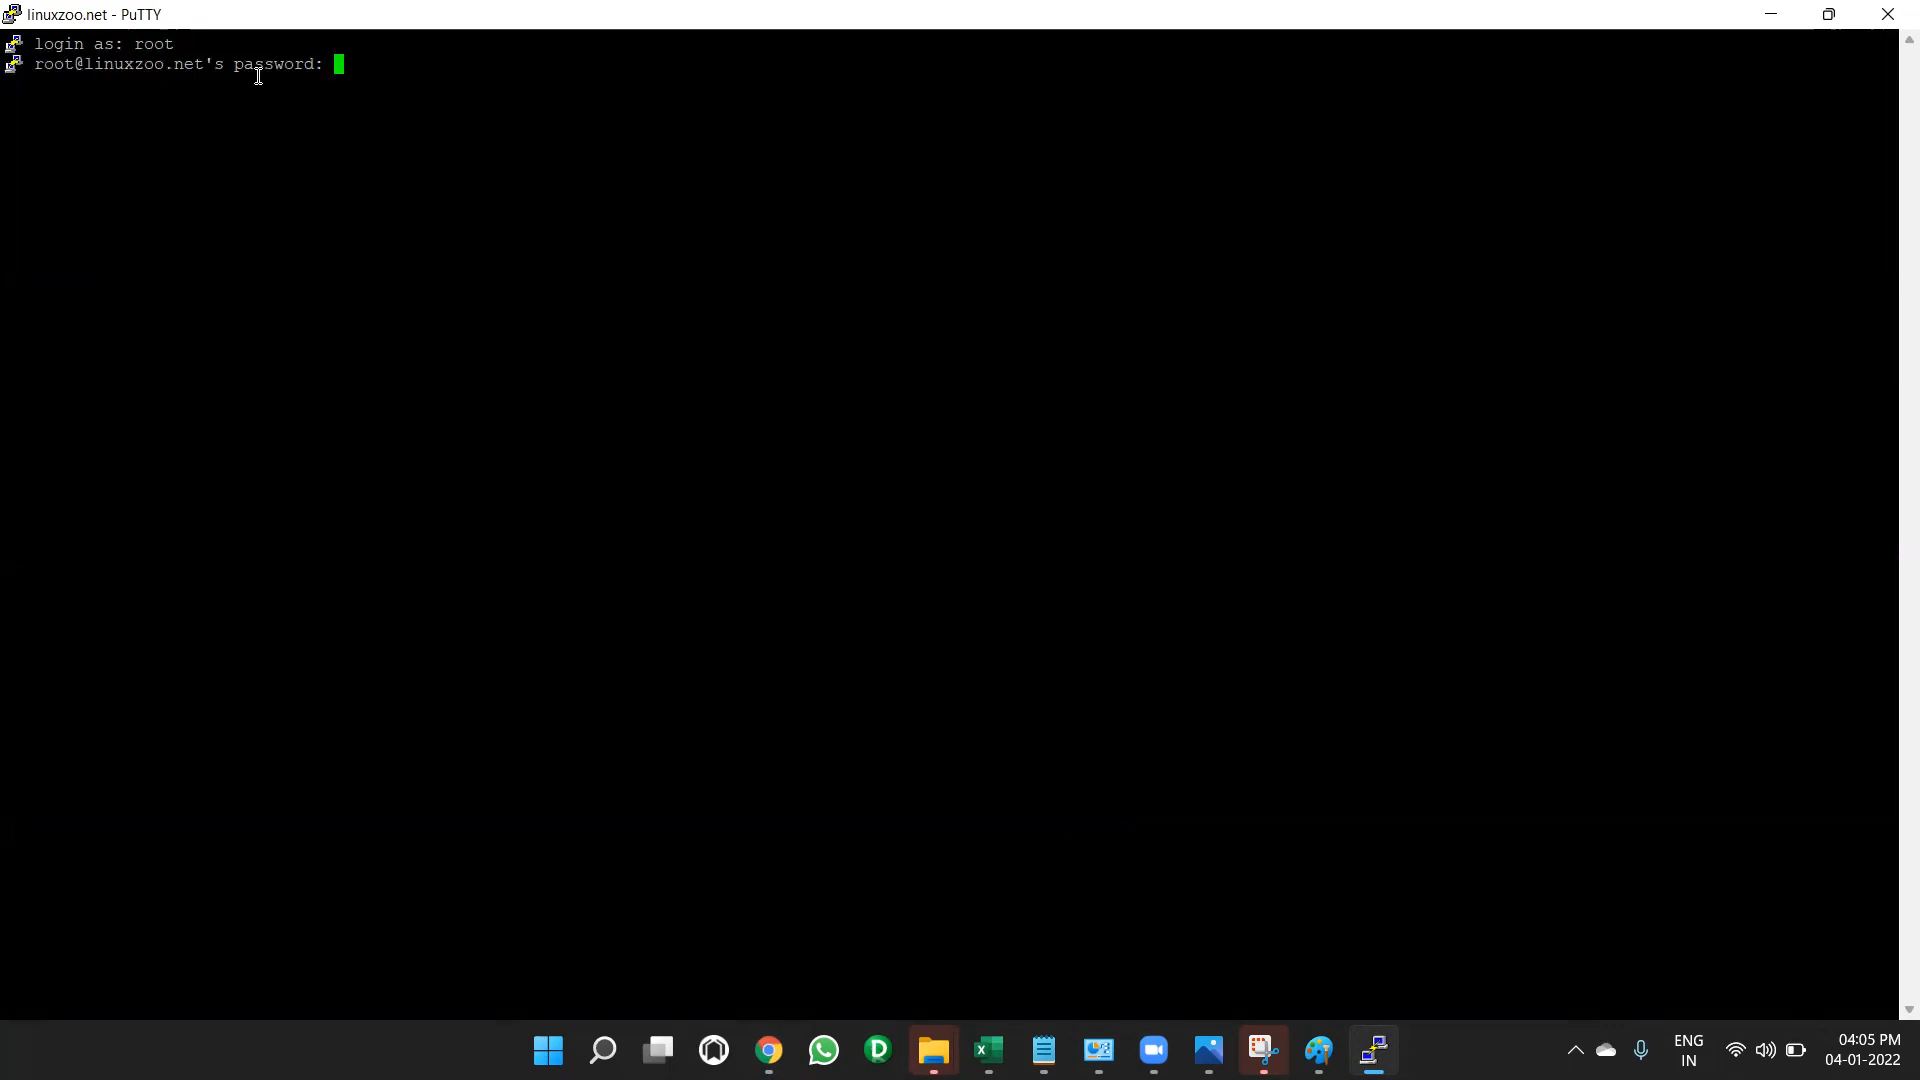 linuxzoo.net - PuTTY
login as: root
root@linuxzoo.net's password:
ENG
IN
04:05 PM
04-01-2022